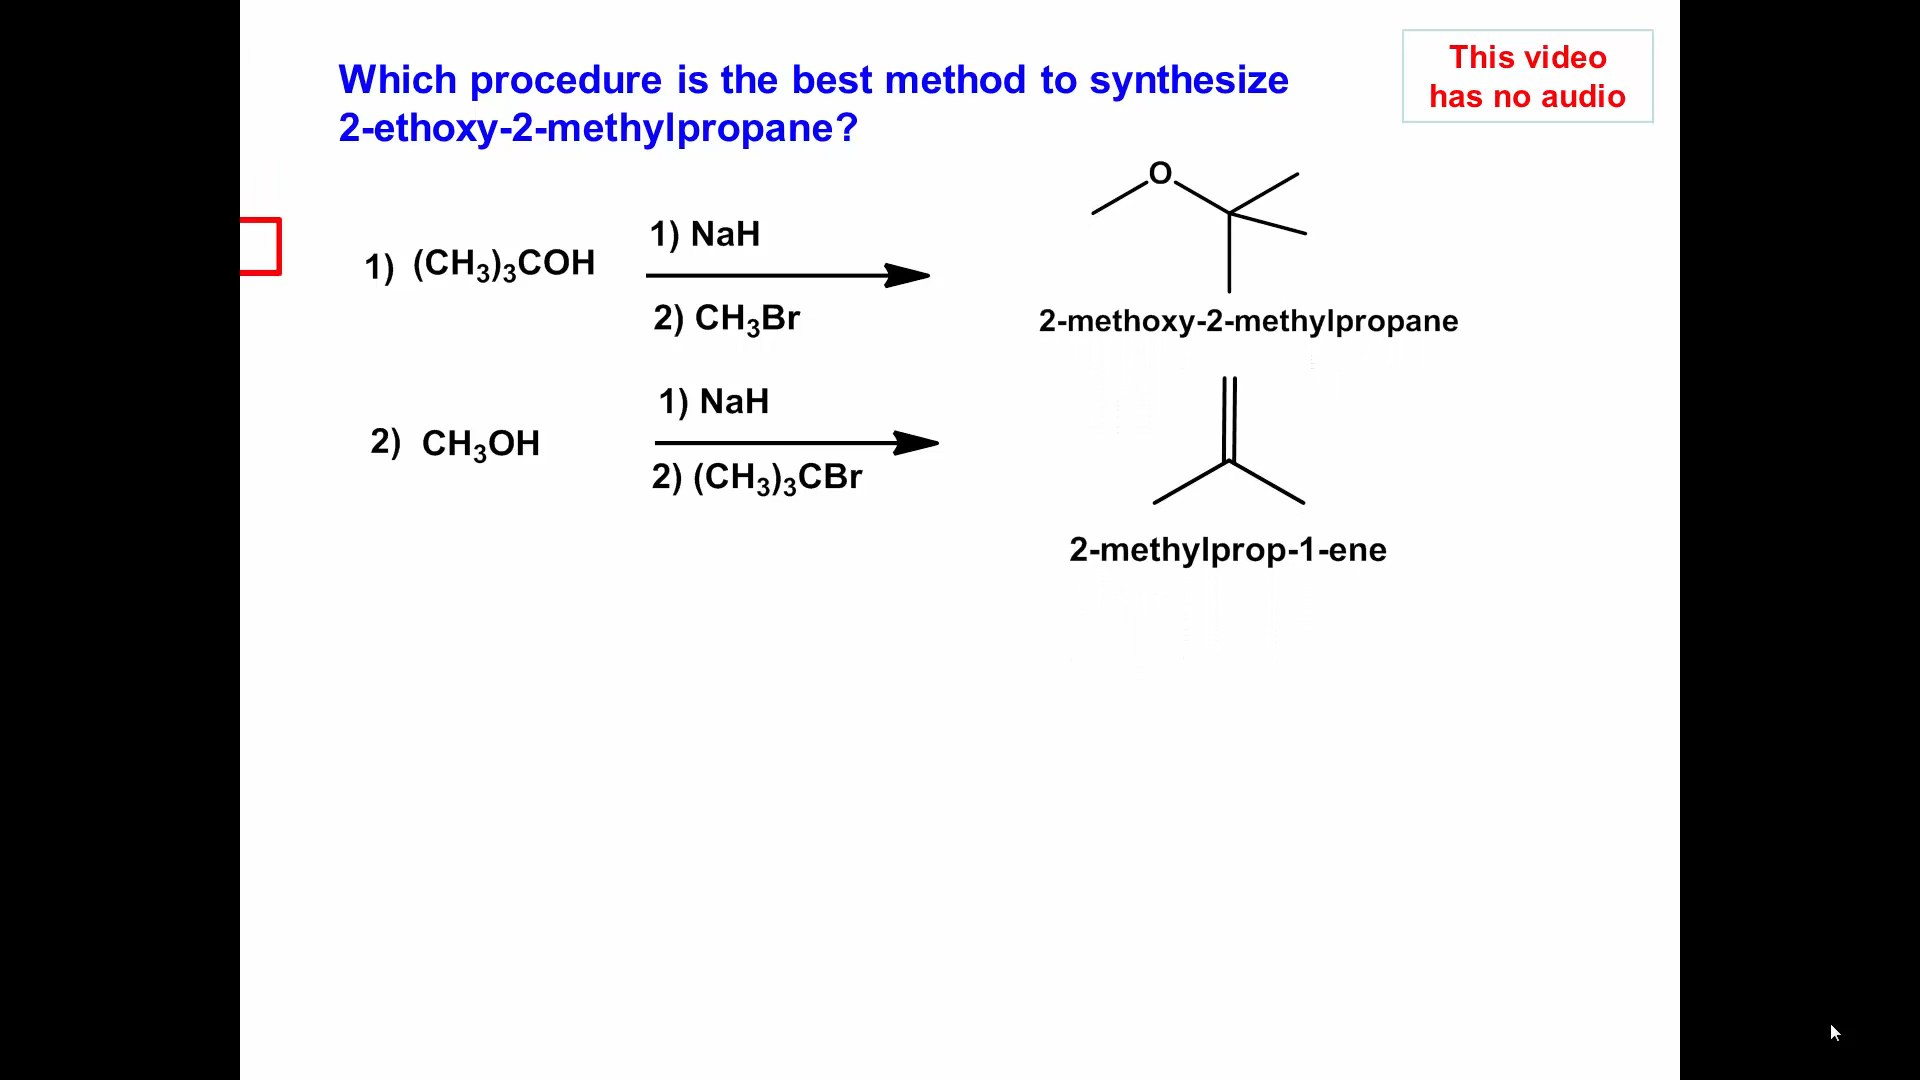 Which procedure is the best method to synthesize
2-ethoxy-2-methylpropane?
This video
has no audio
O
1) NaH
1) (CH₃)₃COH
2) CH₃Br
2-methoxy-2-methylpropane
1) NaH
2) CH₃OH
2) (CH₃)₃CBr
2-methylprop-1-ene